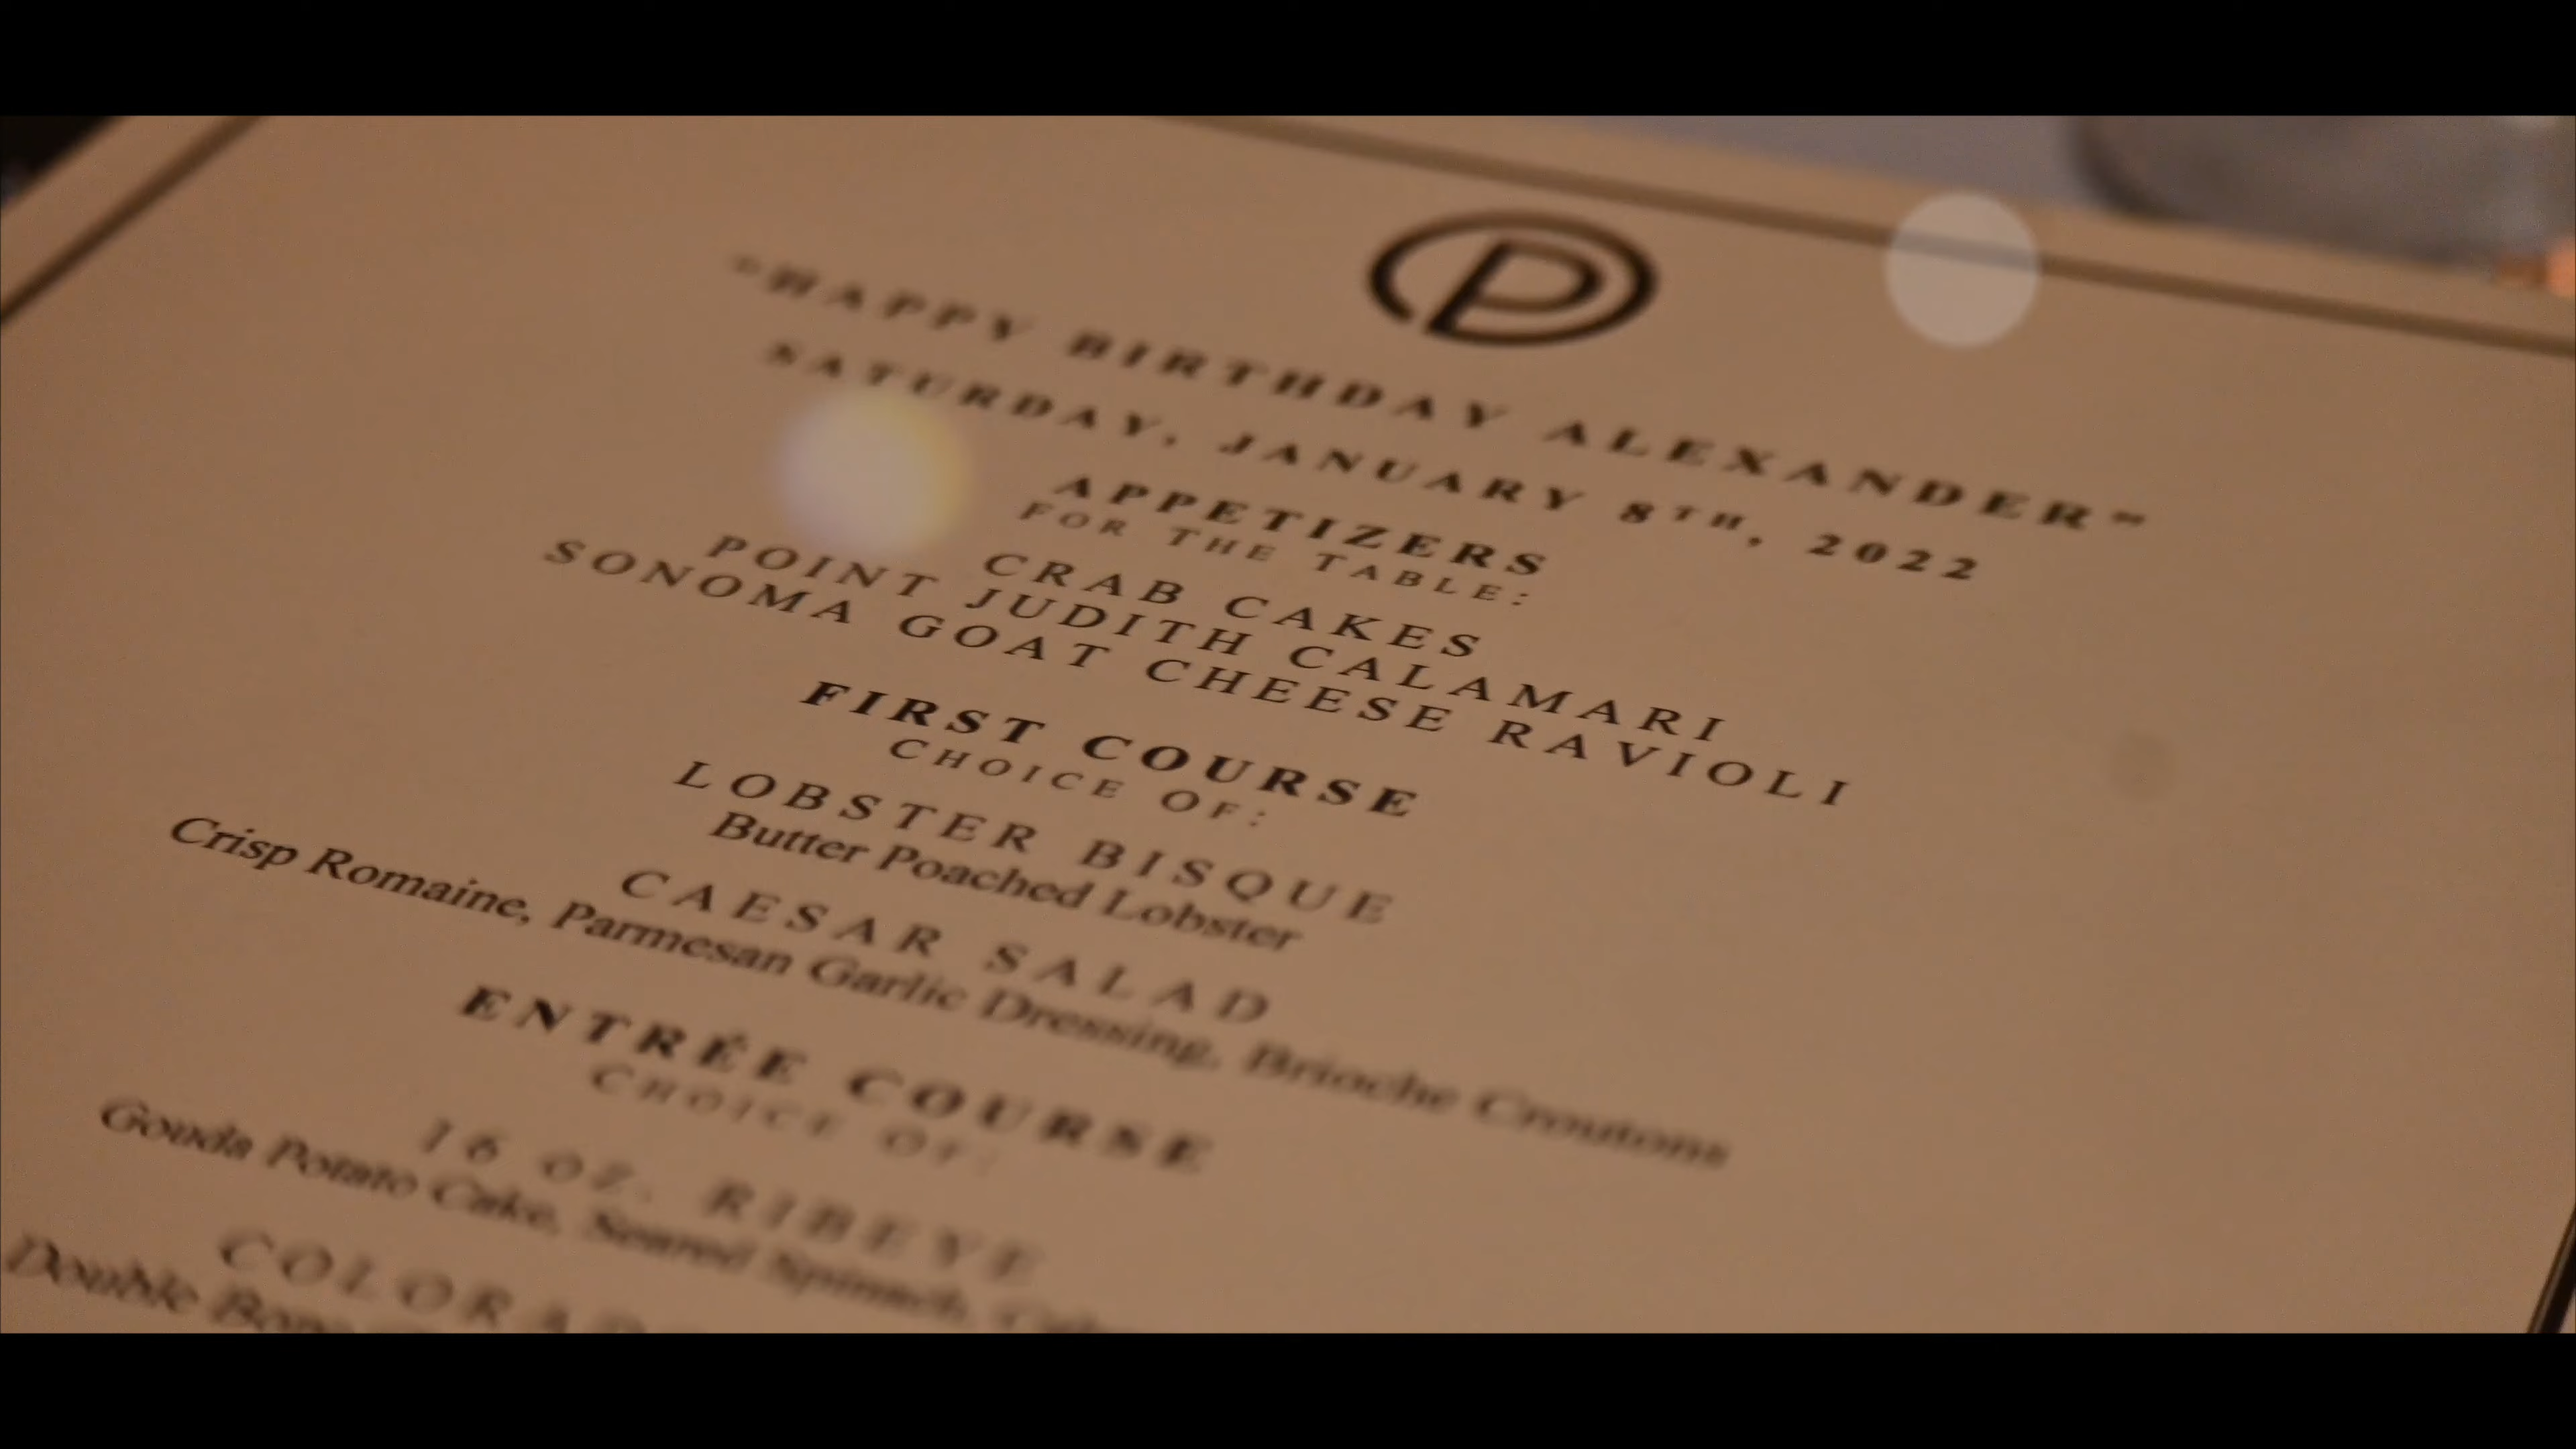 P
~HAPPY BIRTHDAY ALEXANDER~
SATURDAY, JANUARY 8TH, 2022
APPETIZERS
FOR THE TABLE:
CRAB CAKES
POINT JUDITH CALAMARI
SONOMA GOAT CHEESE RAVIOLI
FIRST COURSE
CHOICE OF:
LOBSTER BISQUE
Butter Poached Lobster
CAESAR SALAD
Crisp Romaine, Parmesan Garlic Dressing, Brioche Croutons
ENTRÉE COURSE
CHOICE OF:
16 OZ. RIBEYE
Gouda Potato Cake, Seared Spinach,
Double